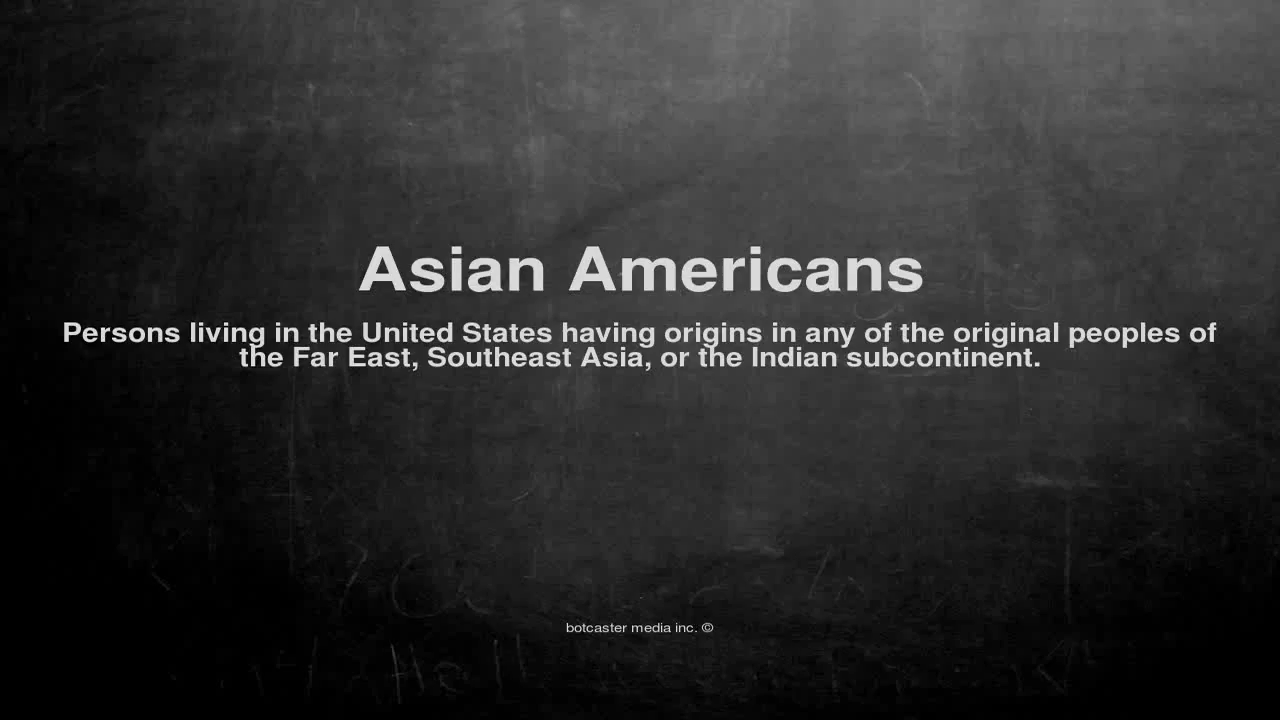 Asian Americans
Persons living in the United States having origins in any of the original peoples of
the Far East, Southeast Asia, or the Indian subcontinent.
botcaster media inc. ©